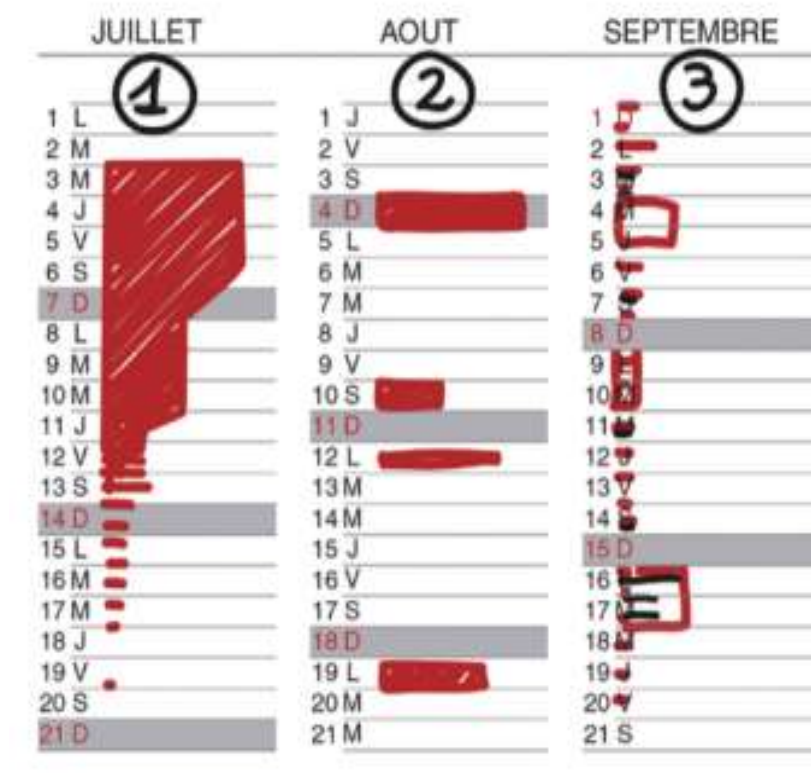 JUILLET
1
1 L
2 M
3 M
4 J
5 V
6 S
7 D
8 L
9 M
10 M
11 J
12 V
13 S
14 D
15 L
16 M
17 M
18 J
19 V
20 S
21 D
AOUT
2
1 J
2 V
3 S
4 D
5 L
6 M
7 M
8 J
9 V
10 S
11 D
12 L
13 M
14 M
15 J
16 V
17 S
18 D
19 L
20 M
21 M
SEPTEMBRE
3
1 D
2 L
3
4 M
5 J
6 V
7
8 D
9
10
11
12 J
13 V
14
15 D
16
17
18 M
19 J
20 V
21 S